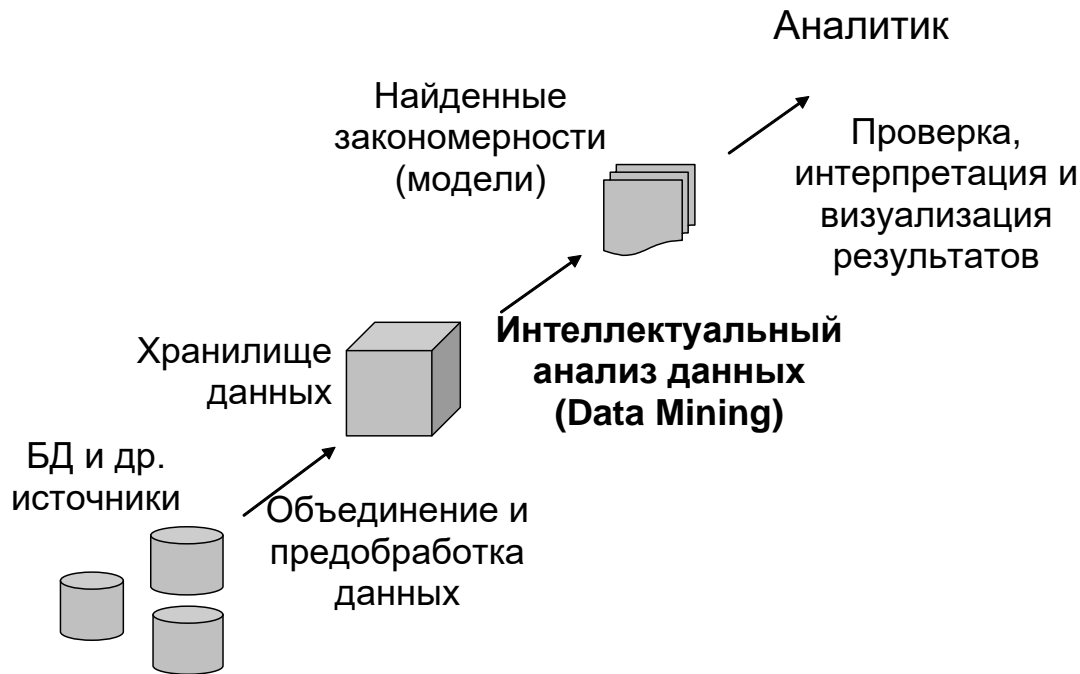 Аналитик
Найденные
закономерности
(модели)
Проверка,
интерпретация и
визуализация
результатов
Интеллектуальный
анализ данных
(Data Mining)
Хранилище
данных
БД и др.
источники
Объединение и
предобработка
данных